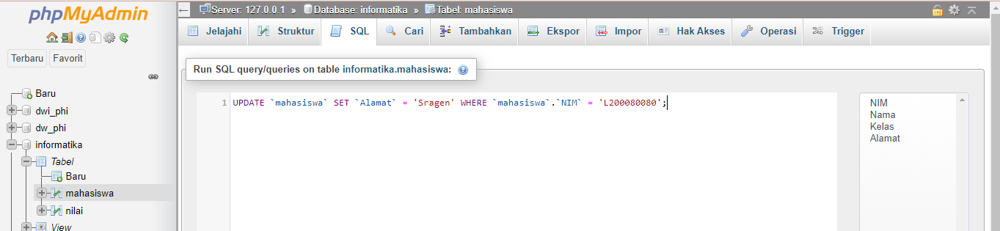 phpMyAdmin
Terbaru Favorit
Baru
dwi_phi
dw_phi
informatika
Tabel
Baru
mahasiswa
nilai
View
Server: 127.0.0.1 » Database: informatika » Tabel: mahasiswa
Jelajahi Struktur SQL Cari Tambahkan Ekspor Impor Hak Akses Operasi Trigger
Run SQL query/queries on table informatika.mahasiswa:
1 UPDATE `mahasiswa` SET `Alamat` = 'Sragen' WHERE `mahasiswa`.`NIM` = 'L200080080';
NIM
Nama
Kelas
Alamat